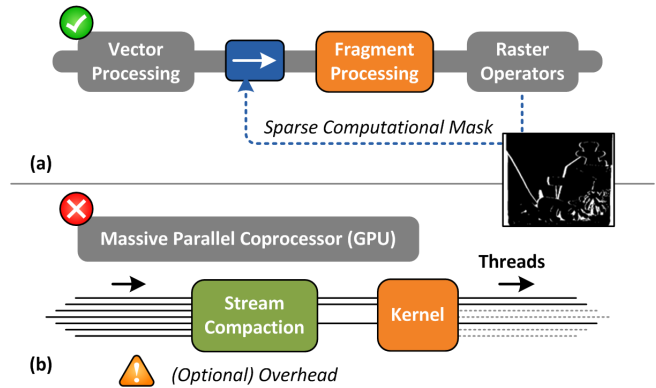 Vector
Processing
Fragment
Processing
Raster
Operators
Sparse Computational Mask
(a)
Massive Parallel Coprocessor (GPU)
Threads
Stream
Compaction
Kernel
(b)
(Optional) Overhead